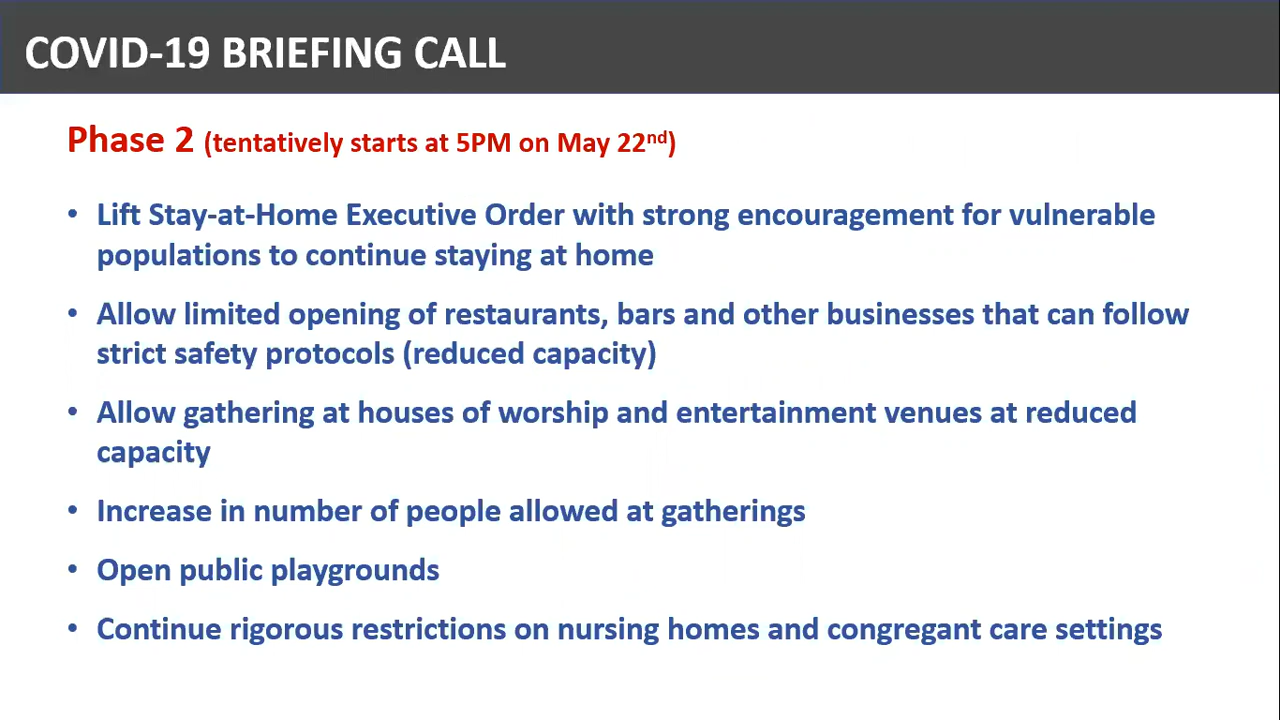 COVID-19 BRIEFING CALL
Phase 2 (tentatively starts at 5PM on May 22nd)
• Lift Stay-at-Home Executive Order with strong encouragement for vulnerable
populations to continue staying at home
• Allow limited opening of restaurants, bars and other businesses that can follow
strict safety protocols (reduced capacity)
• Allow gathering at houses of worship and entertainment venues at reduced
capacity
• Increase in number of people allowed at gatherings
• Open public playgrounds
• Continue rigorous restrictions on nursing homes and congregant care settings